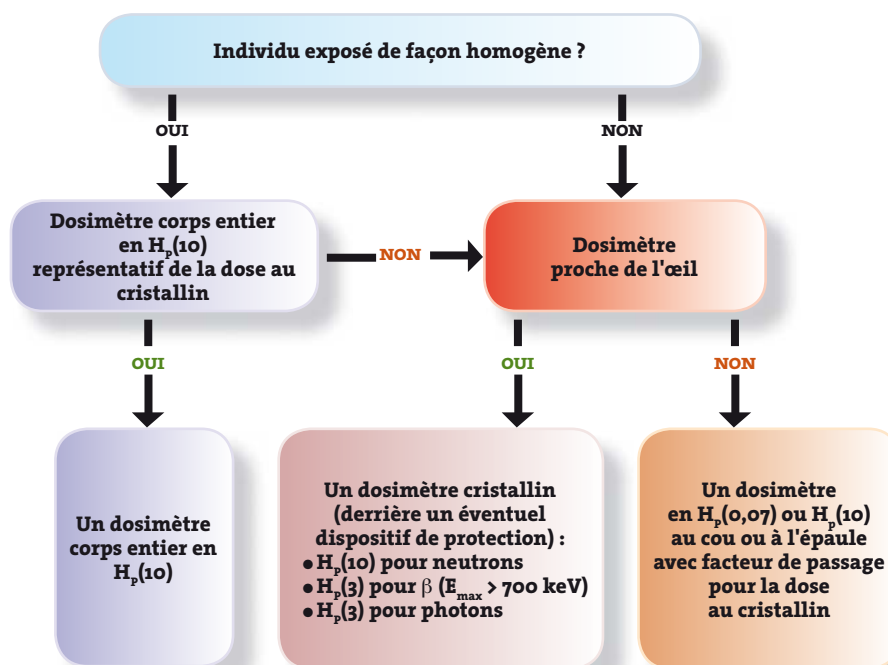 Individu exposé de façon homogène ?
OUI
NON
Dosimètre corps entier
en Hₚ(10)
représentatif de la dose au
cristallin
NON
Dosimètre
proche de l'œil
OUI
OUI
NON
Un dosimètre
corps entier en
Hₚ(10)
Un dosimètre cristallin
(derrière un éventuel
dispositif de protection) :
● Hₚ(10) pour neutrons
● Hₚ(3) pour β (Eₘₐₓ > 700 keV)
● Hₚ(3) pour photons
Un dosimètre
en Hₚ(0,07) ou Hₚ(10)
au cou ou à l'épaule
avec facteur de passage
pour la dose
au cristallin